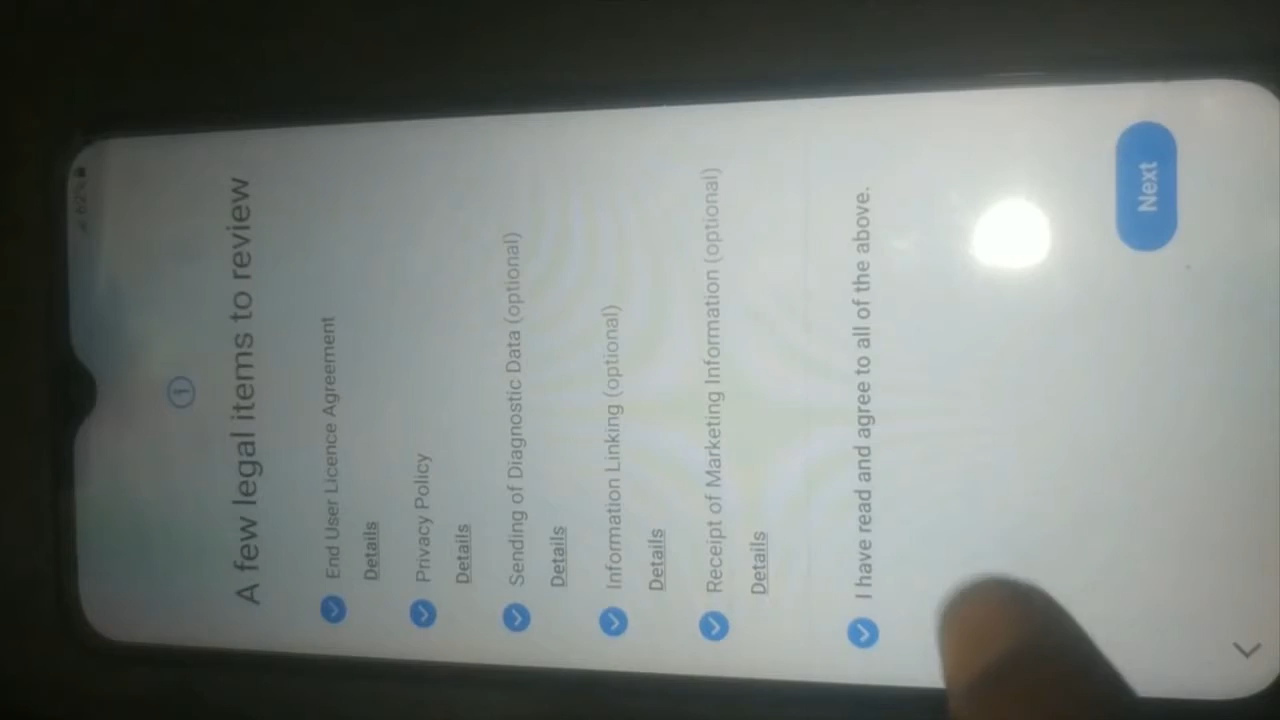 62%
A few legal items to review
End User Licence Agreement
Details
Privacy Policy
Details
Sending of Diagnostic Data (optional)
Details
Information Linking (optional)
Details
Receipt of Marketing Information (optional)
Details
I have read and agree to all of the above.
Next